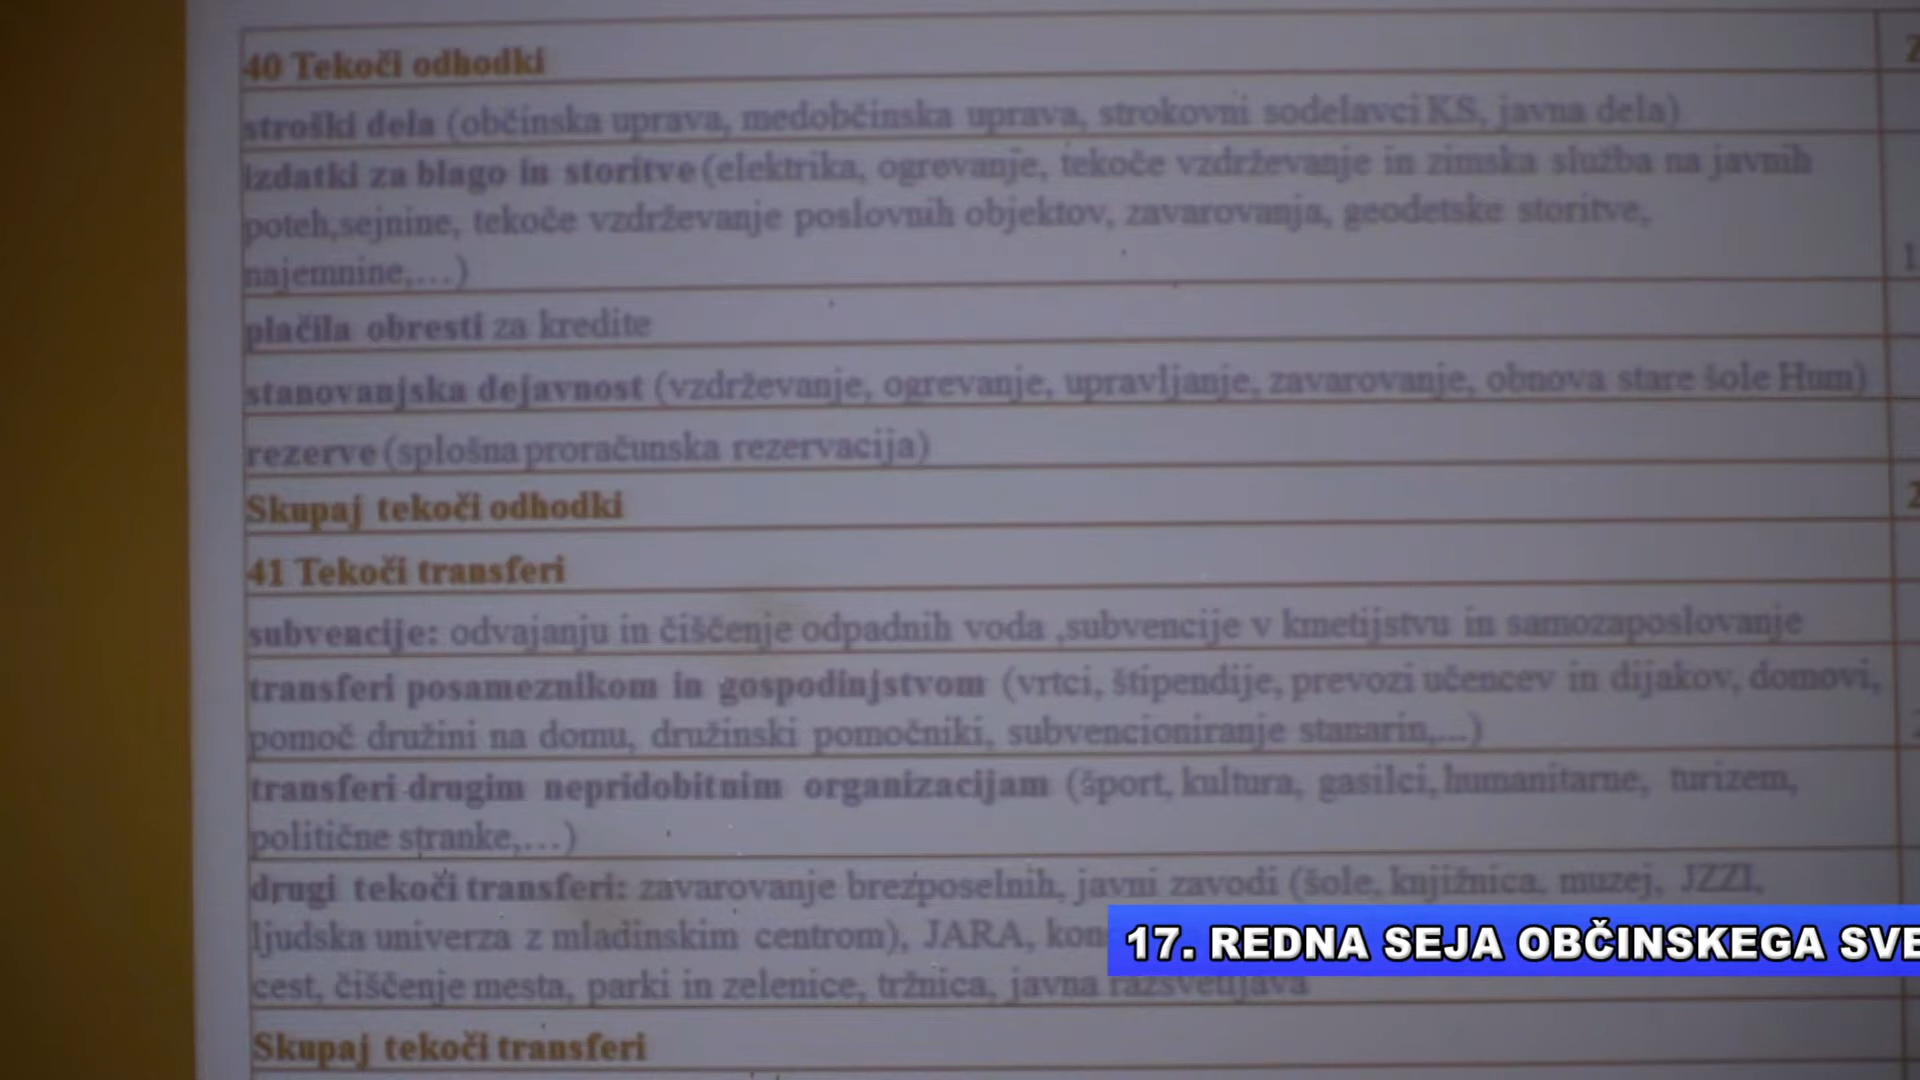 40 Tekoči odhodki
stroški dela (občinska uprava, medobčinska uprava, strokovni sodelavci KS, javna dela)
izdatki za blago in storitve (elektrika, ogrevanje, tekoče vzdrževanje in zimska služba na javnih
poteh,sejnine, tekoče vzdrževanje poslovnih objektov, zavarovanja, geodetske storitve,
najemnine,…)
plačila obresti za kredite
stanovanjska dejavnost (vzdrževanje, ogrevanje, upravljanje, zavarovanje, obnova stare šole Hum)
rezerve (splošna proračunska rezervacija)
Skupaj tekoči odhodki
41 Tekoči transferi
subvencije: odvajanju in čiščenje odpadnih voda ,subvencije v kmetijstvu in samozaposlovanje
transferi posameznikom in gospodinjstvom (vrtci, štipendije, prevozi učencev in dijakov, domovi,
pomoč družini na domu, družinski pomočniki, subvencioniranje stanarin,...)
transferi drugim nepridobitnim organizacijam (šport, kultura, gasilci, humanitarne, turizem,
politične stranke,…)
drugi tekoči transferi: zavarovanje brezposelnih, javni zavodi (šole, knjižnica, muzej, JZZI,
ljudska univerza z mladinskim centrom), JARA,
cest, čiščenje mesta, parki in zelenice, tržnica, javna razsvetljava
Skupaj tekoči transferi
17. REDNA SEJA OBČINSKEGA SVE